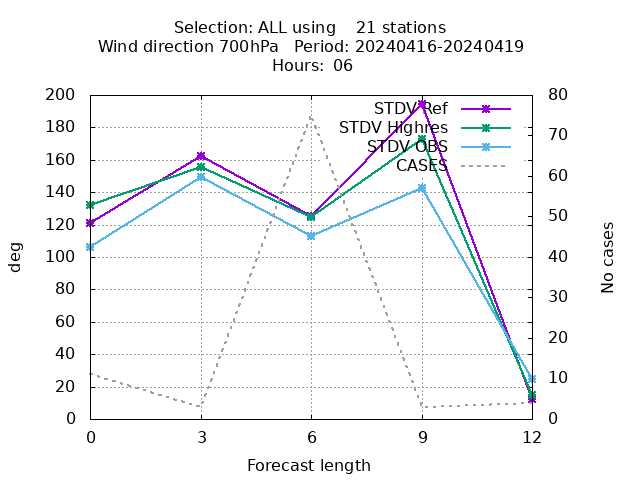 Selection: ALL using    21 stations
Wind direction 700hPa   Period: 20240416-20240419
Hours:  06
STDV Ref
STDV Highres
STDV OBS
CASES
deg
No cases
200
180
160
140
120
100
80
60
40
20
0
80
70
60
50
40
30
20
10
0
0 3 6 9 12
Forecast length